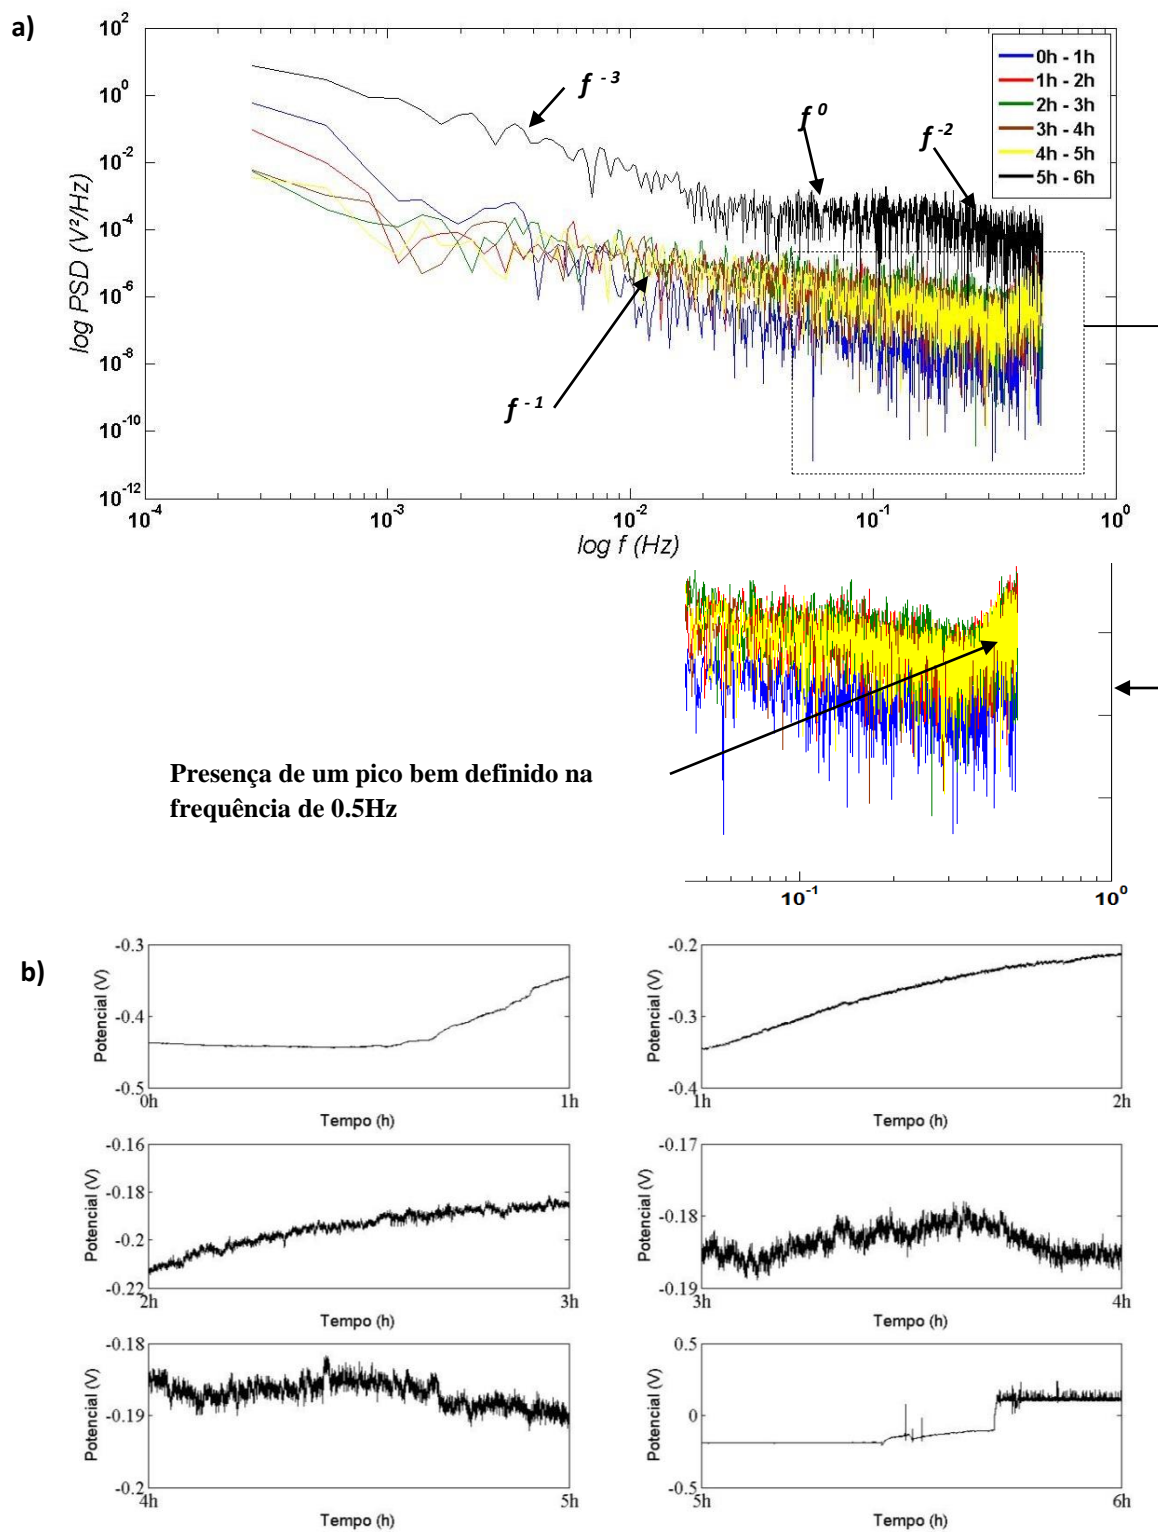 a)
10^2
10^0
10^-2
10^-4
10^-6
10^-8
10^-10
10^-12
log PSD (V²/Hz)
10^-4 10^-3 10^-2 10^-1 10^0
log f (Hz)
f^-3
f^0
f^-2
f^-1
0h - 1h
1h - 2h
2h - 3h
3h - 4h
4h - 5h
5h - 6h
Presença de um pico bem definido na
frequência de 0.5Hz
10^-1 10^0
b)
-0.3
-0.4
-0.5
Potencial (V)
0h 1h
Tempo (h)
-0.2
-0.3
-0.4
Potencial (V)
1h 2h
Tempo (h)
-0.16
-0.18
-0.2
-0.22
Potencial (V)
2h 3h
Tempo (h)
-0.17
-0.18
-0.19
Potencial (V)
3h 4h
Tempo (h)
-0.18
-0.19
-0.2
Potencial (V)
4h 5h
Tempo (h)
0.5
0
-0.5
Potencial (V)
5h 6h
Tempo (h)